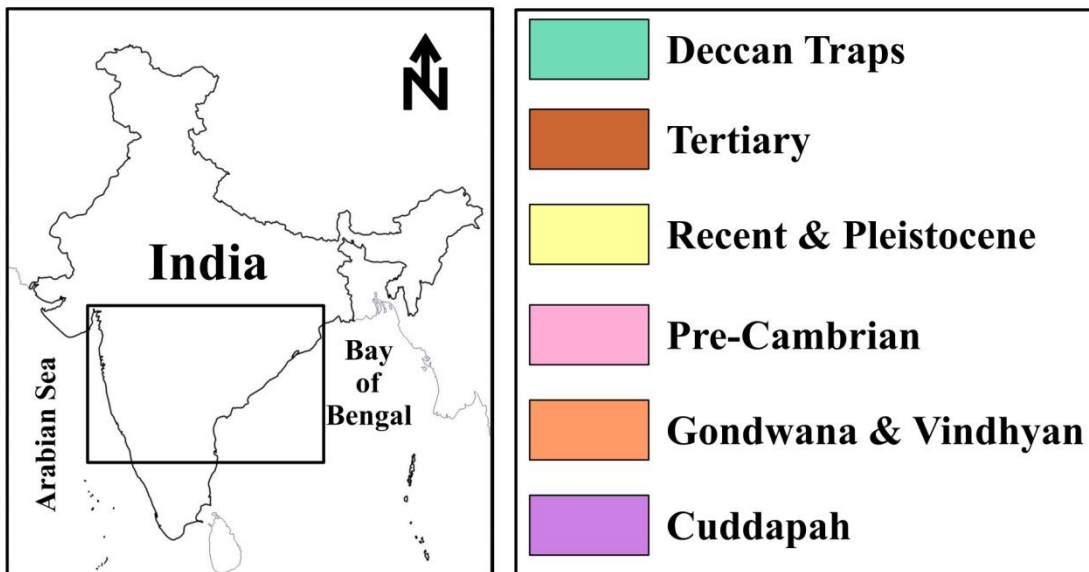 N
India
Arabian Sea
Bay
of
Bengal
Deccan Traps
Tertiary
Recent & Pleistocene
Pre-Cambrian
Gondwana & Vindhyan
Cuddapah